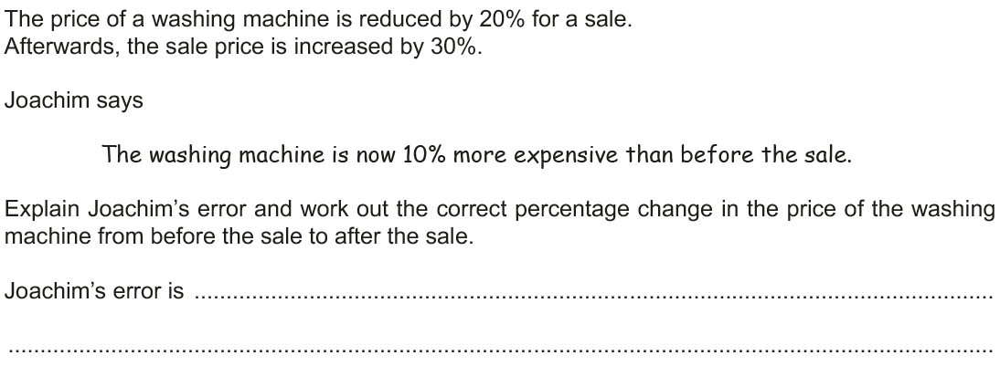 The price of a washing machine is reduced by 20% for a sale.
Afterwards, the sale price is increased by 30%.
Joachim says
The washing machine is now 10% more expensive than before the sale.
Explain Joachim’s error and work out the correct percentage change in the price of the washing
machine from before the sale to after the sale.
Joachim’s error is ..............................................................................................................................
............................................................................................................................................................